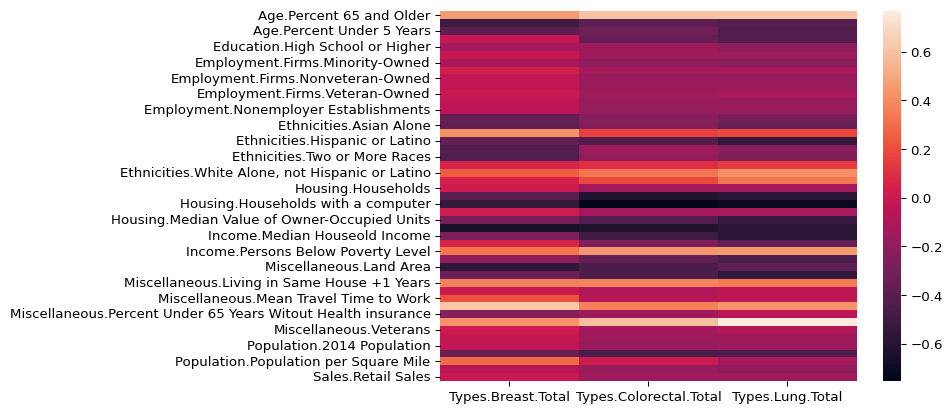 Age.Percent 65 and Older
Age.Percent Under 5 Years
Education.High School or Higher
Employment.Firms.Minority-Owned
Employment.Firms.Nonveteran-Owned
Employment.Firms.Veteran-Owned
Employment.Nonemployer Establishments
Ethnicities.Asian Alone
Ethnicities.Hispanic or Latino
Ethnicities.Two or More Races
Ethnicities.White Alone, not Hispanic or Latino
Housing.Households
Housing.Households with a computer
Housing.Median Value of Owner-Occupied Units
Income.Median Houseold Income
Income.Persons Below Poverty Level
Miscellaneous.Land Area
Miscellaneous.Living in Same House +1 Years
Miscellaneous.Mean Travel Time to Work
Miscellaneous.Percent Under 65 Years Witout Health insurance
Miscellaneous.Veterans
Population.2014 Population
Population.Population per Square Mile
Sales.Retail Sales
Types.Breast.Total
Types.Colorectal.Total
Types.Lung.Total
0.6
0.4
0.2
0.0
−0.2
−0.4
−0.6